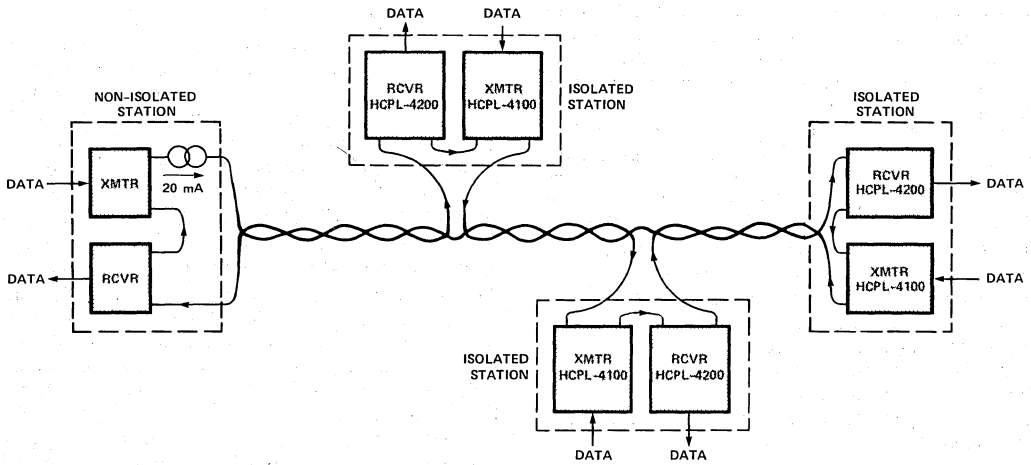 DATA
DATA
RCVR
HCPL-4200
XMTR
HCPL-4100
ISOLATED
STATION
NON-ISOLATED
STATION
DATA
XMTR
20 mA
RCVR
DATA
ISOLATED
STATION
RCVR
HCPL-4200
DATA
XMTR
HCPL-4100
DATA
ISOLATED
STATION
XMTR
HCPL-4100
RCVR
HCPL-4200
DATA
DATA